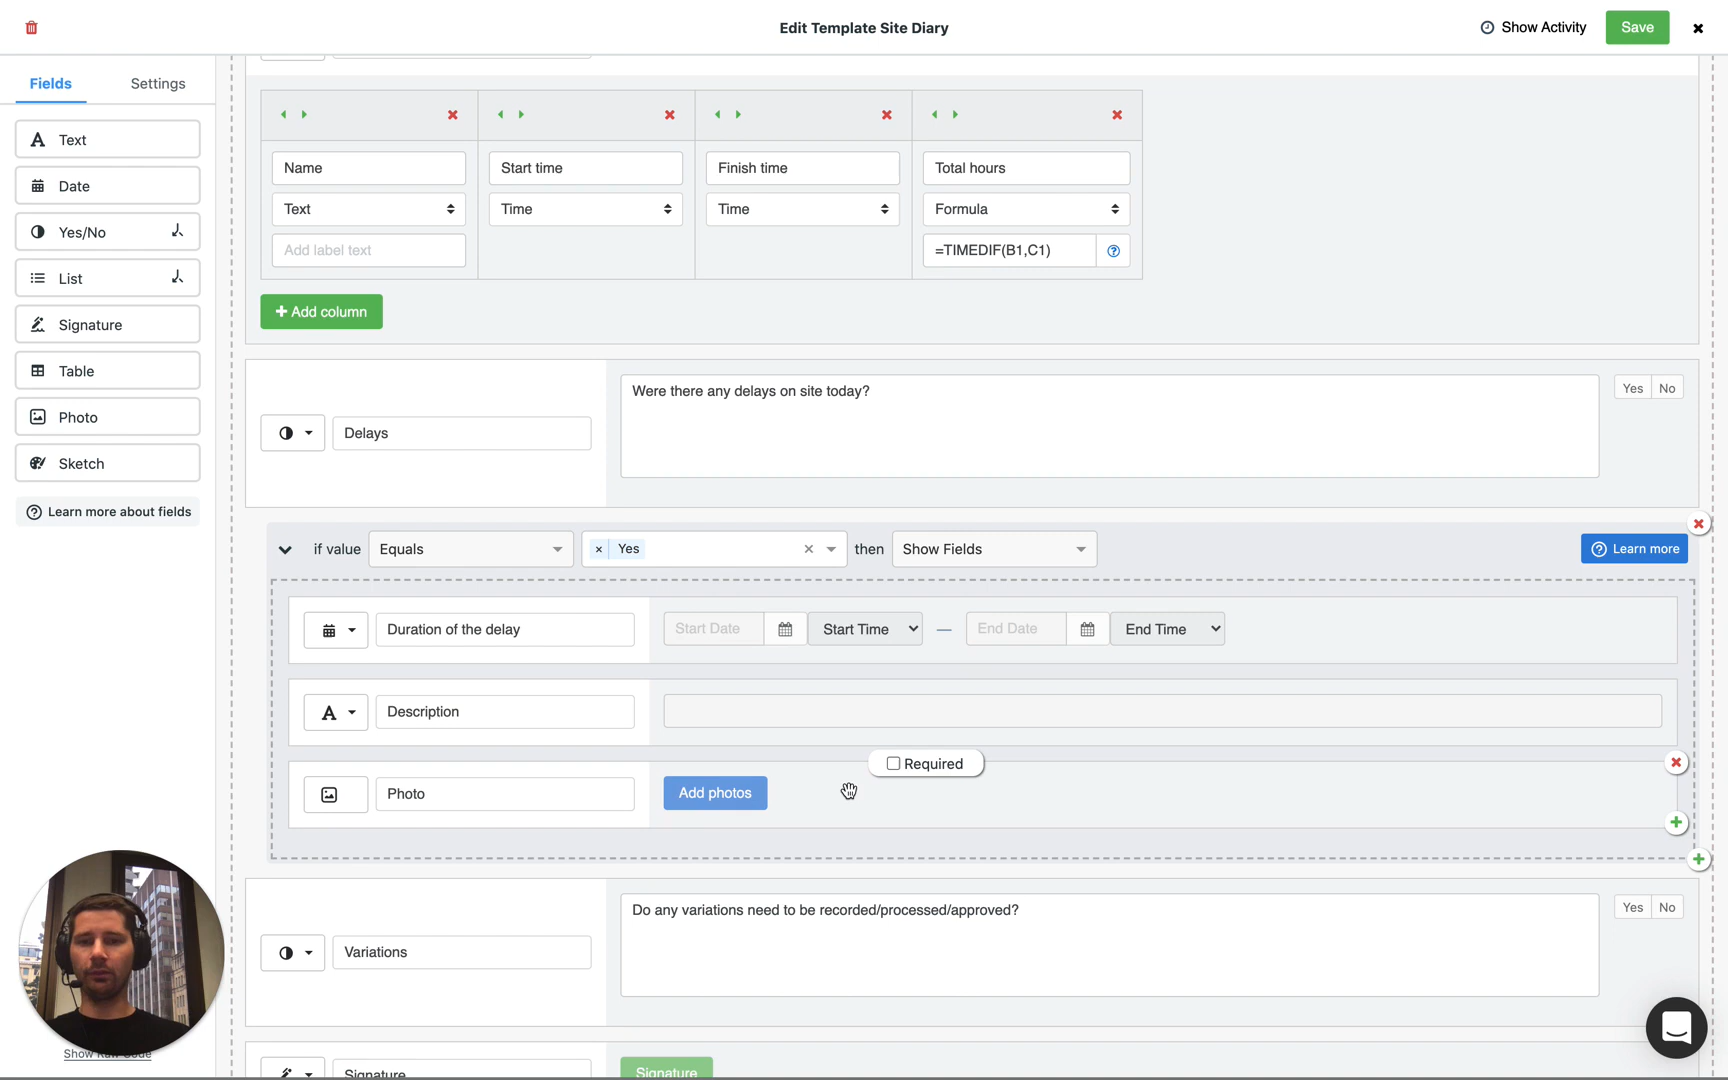 Edit Template Site Diary
Show Activity
Save
Fields
Settings
Text
Date
Yes/No
List
Signature
Table
Photo
Sketch
Learn more about fields
Name
Start time
Finish time
Total hours
Text
Time
Time
Formula
Add label text
=TIMEDIF(B1,C1)
Add column
Delays
Were there any delays on site today?
Yes No
if value Equals Yes then Show Fields
Learn more
Duration of the delay
Start Date Start Time — End Date End Time
Description
Required
Photo
Add photos
Variations
Do any variations need to be recorded/processed/approved?
Yes No
Show Raw Code
Signature
Signature